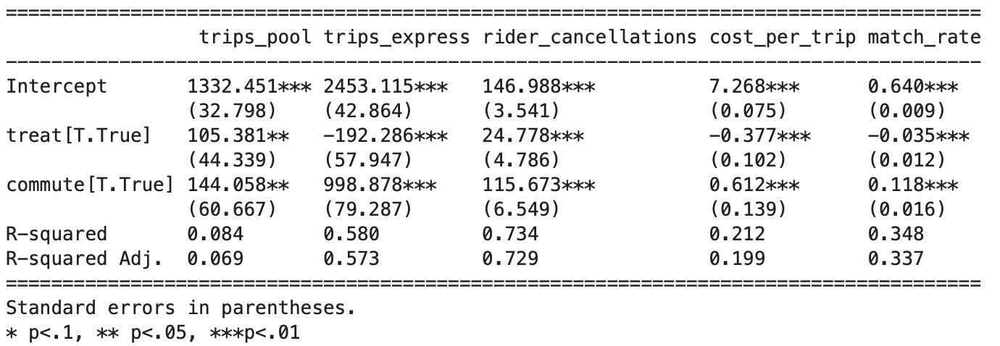 ======================================================================================
                 trips_pool trips_express rider_cancellations cost_per_trip match_rate
--------------------------------------------------------------------------------------
Intercept       1332.451*** 2453.115***   146.988***          7.268***      0.640***
                (32.798)    (42.864)      (3.541)             (0.075)       (0.009)
treat[T.True]   105.381**   -192.286***   24.778***           -0.377***     -0.035***
                (44.339)    (57.947)      (4.786)             (0.102)       (0.012)
commute[T.True] 144.058**   998.878***    115.673***          0.612***      0.118***
                (60.667)    (79.287)      (6.549)             (0.139)       (0.016)
R-squared       0.084       0.580         0.734               0.212         0.348
R-squared Adj.  0.069       0.573         0.729               0.199         0.337
======================================================================================
Standard errors in parentheses.
* p<.1, ** p<.05, ***p<.01